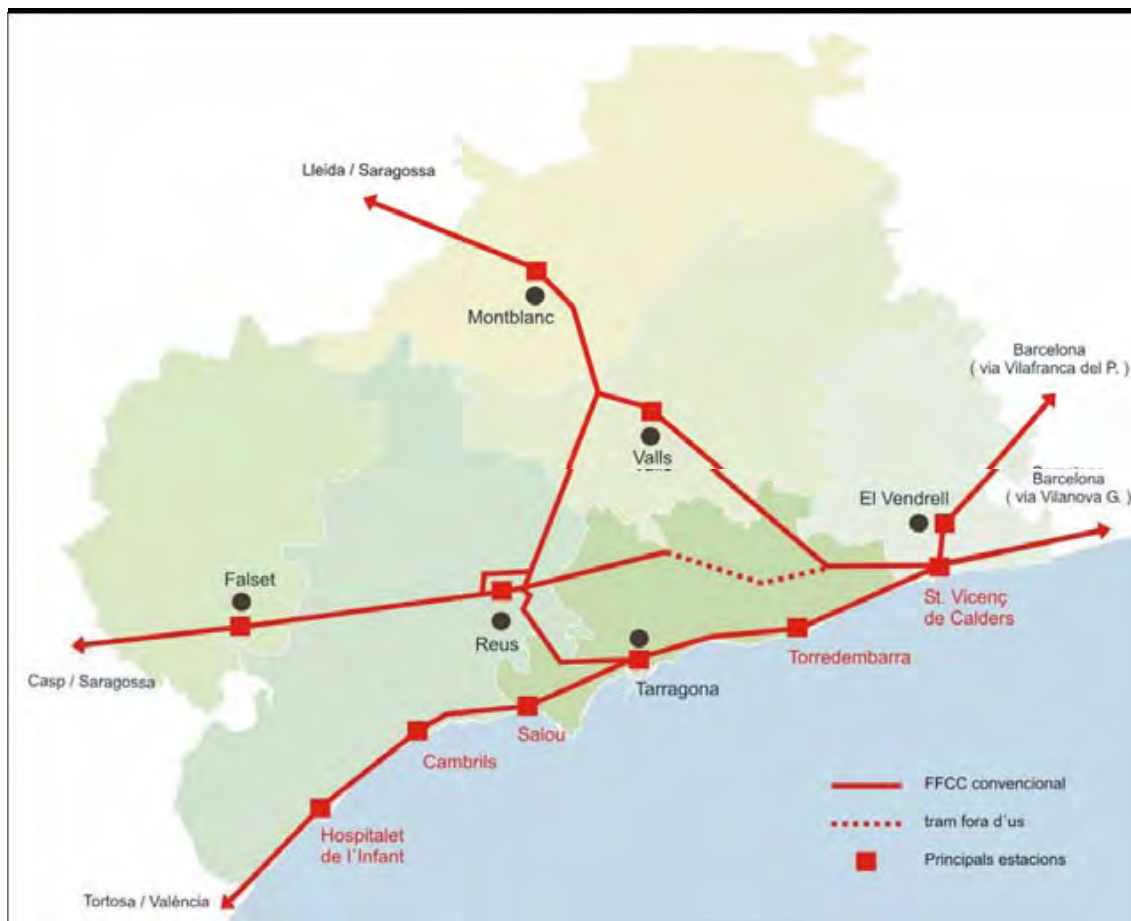 Lleida / Saragossa
Montblanc
Barcelona
( via Vilafranca del P. )
Valls
Barcelona
( via Vilanova G. )
El Vendrell
Falset
St. Vicenç
de Calders
Reus
Torredembarra
Casp / Saragossa
Tarragona
Salou
Cambrils
FFCC convencional
tram fora d´us
Hospitalet
de l´Infant
Principals estacions
Tortosa / València